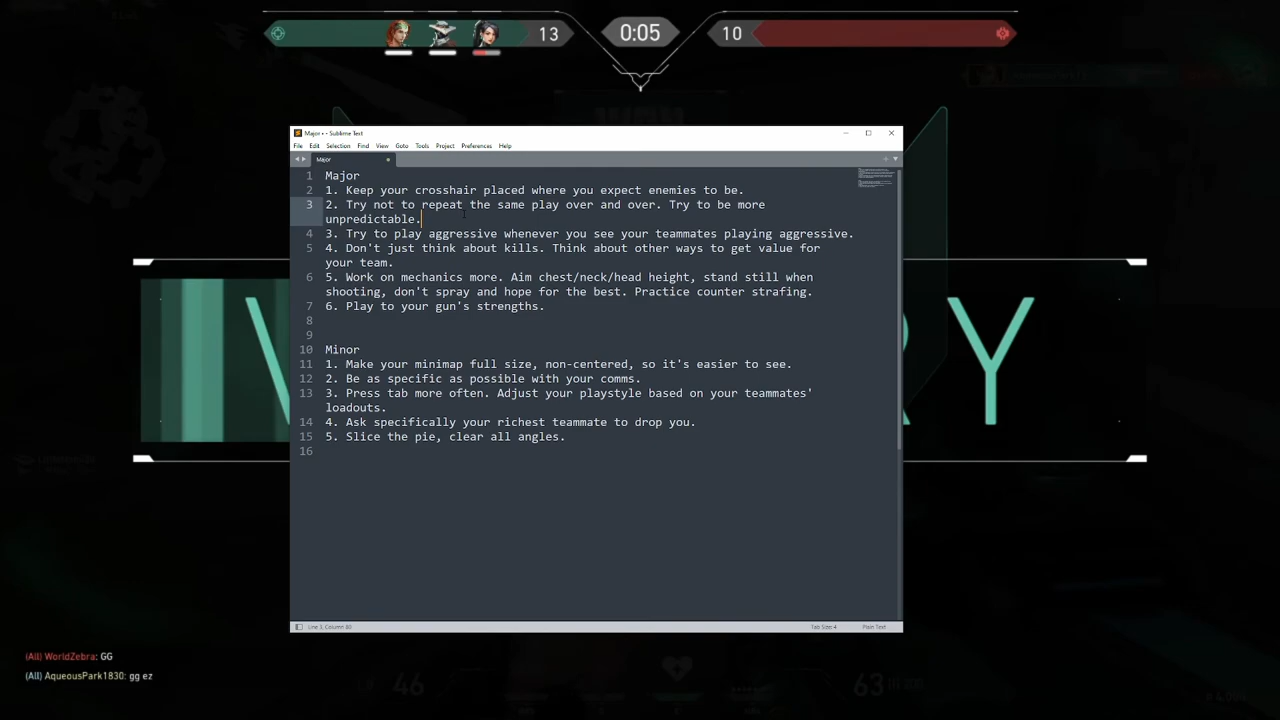 13
0:05
10
Major • - Sublime Text
File Edit Selection Find View Goto Tools Project Preferences Help
Major
1 Major
2 1. Keep your crosshair placed where you expect enemies to be.
3 2. Try not to repeat the same play over and over. Try to be more
unpredictable.
4 3. Try to play aggressive whenever you see your teammates playing aggressive.
5 4. Don't just think about kills. Think about other ways to get value for
your team.
6 5. Work on mechanics more. Aim chest/neck/head height, stand still when
shooting, don't spray and hope for the best. Practice counter strafing.
7 6. Play to your gun's strengths.
8
9
10 Minor
11 1. Make your minimap full size, non-centered, so it's easier to see.
12 2. Be as specific as possible with your comms.
13 3. Press tab more often. Adjust your playstyle based on your teammates'
loadouts.
14 4. Ask specifically your richest teammate to drop you.
15 5. Slice the pie, clear all angles.
16
Tab Size: 4 Plain Text
(All) WorldZebra: GG
(All) AqueousPark1830: gg ez
46
63